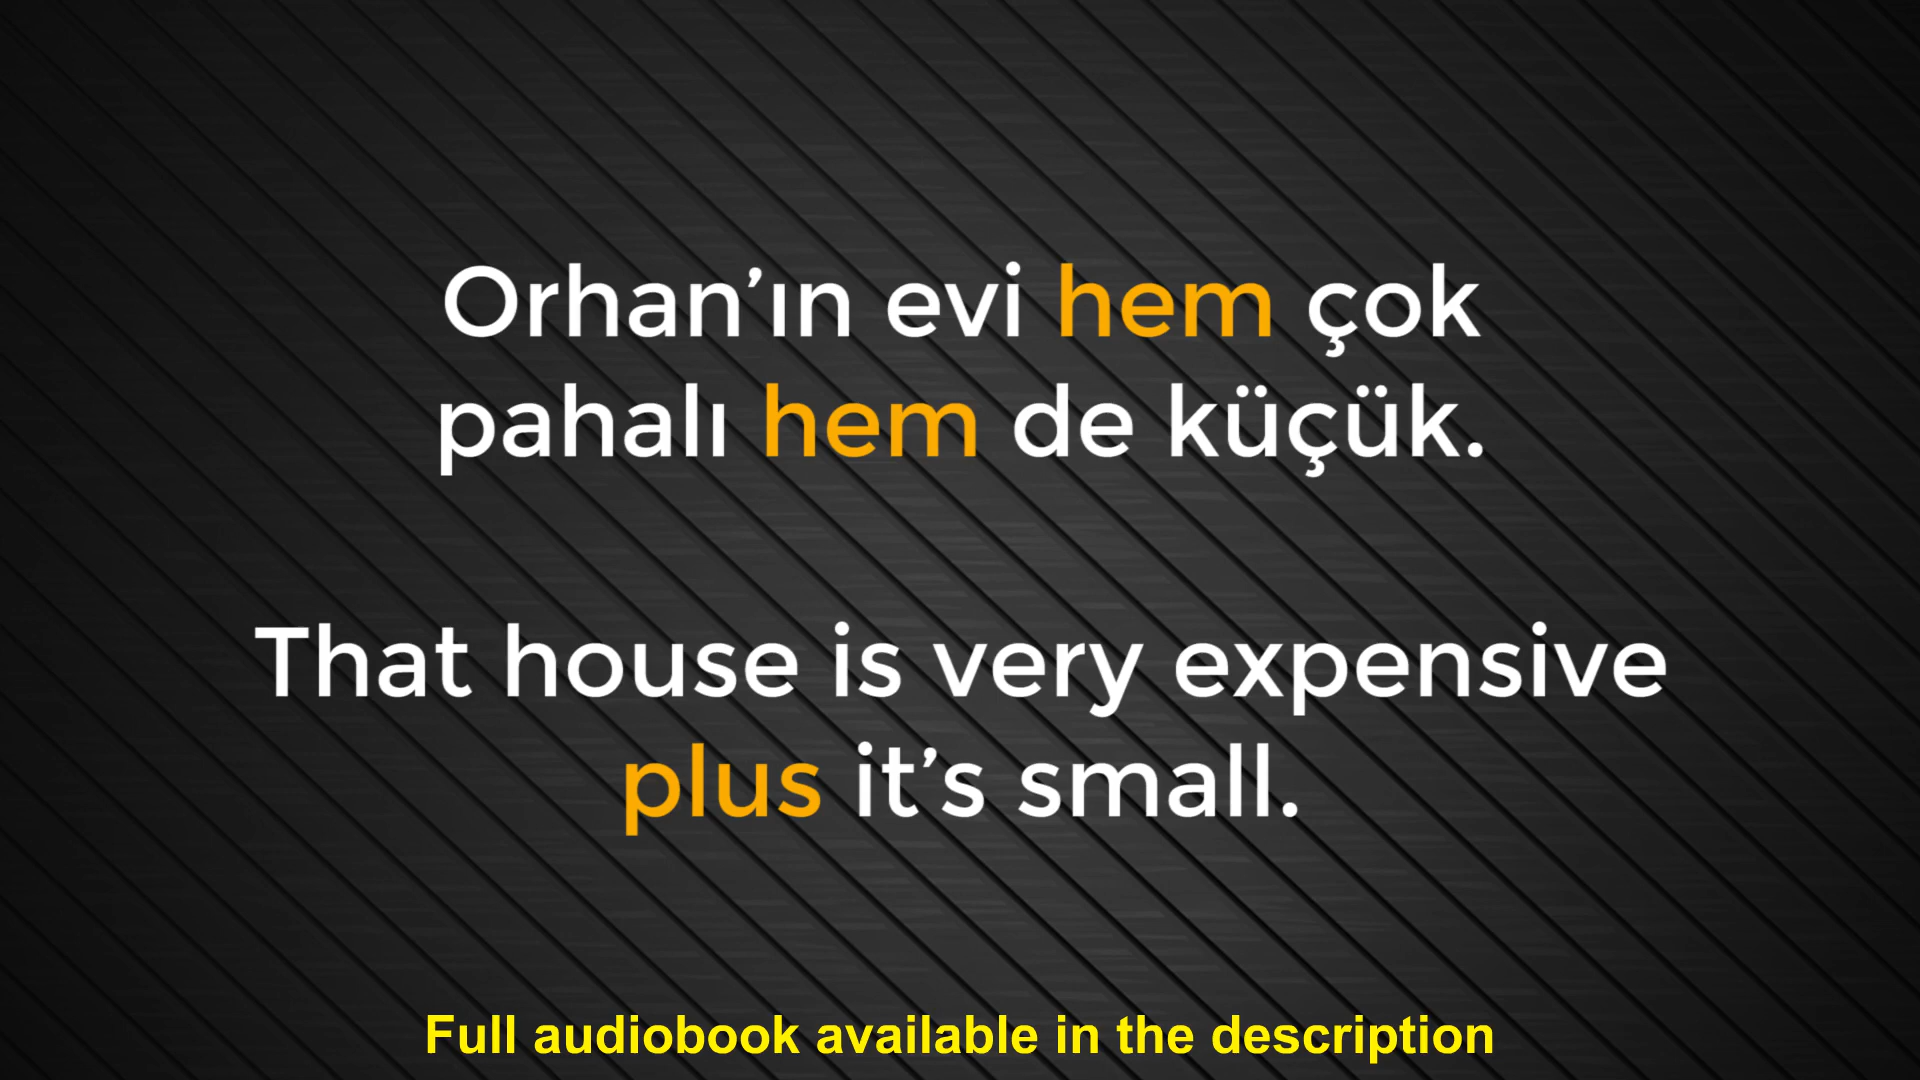 Orhan’ın evi hem çok
pahalı hem de küçük.
That house is very expensive
plus it’s small.
Full audiobook available in the description